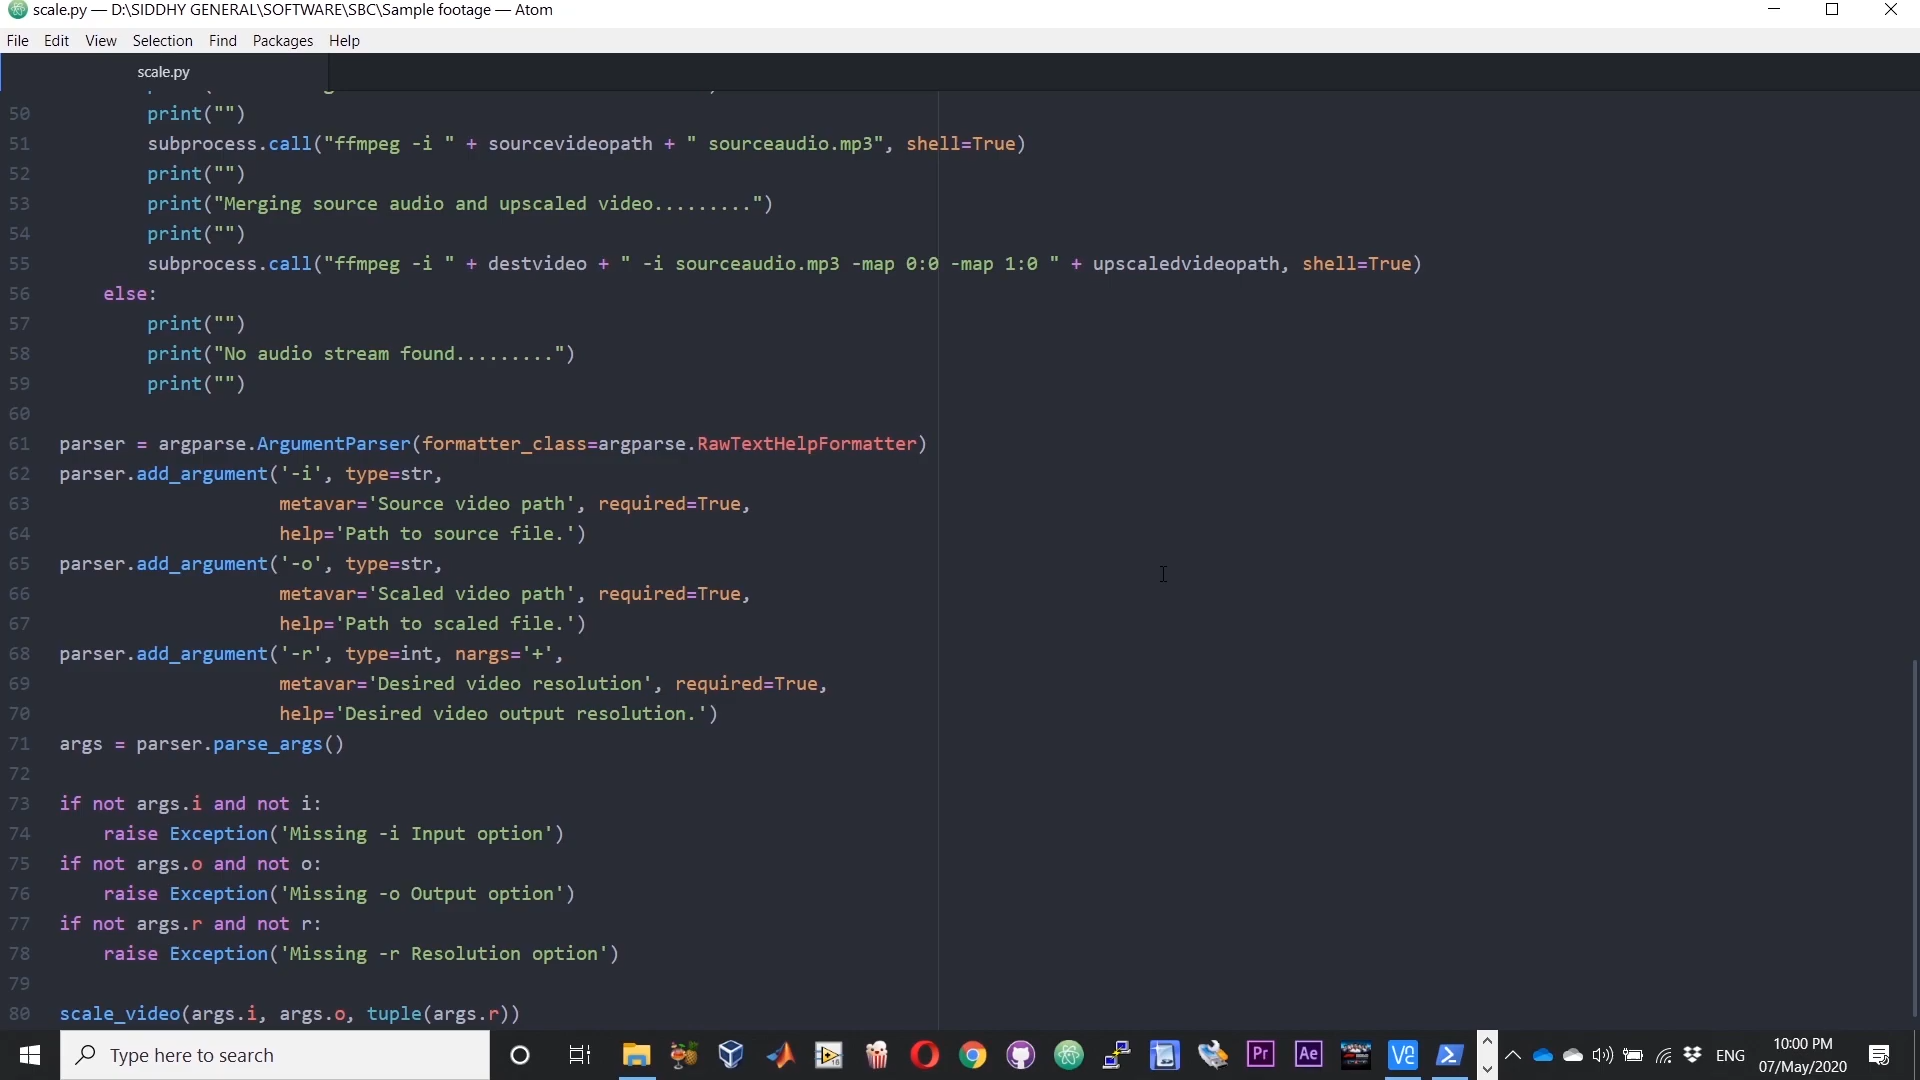 scale.py — D:\SIDDHY GENERAL\SOFTWARE\SBC\Sample footage — Atom
File Edit View Selection Find Packages Help
scale.py
50 print("")
51 subprocess.call("ffmpeg -i " + sourcevideopath + " sourceaudio.mp3", shell=True)
52 print("")
53 print("Merging source audio and upscaled video.........")
54 print("")
55 subprocess.call("ffmpeg -i " + destvideo + " -i sourceaudio.mp3 -map 0:0 -map 1:0 " + upscaledvideopath, shell=True)
56 else:
57 print("")
58 print("No audio stream found.........")
59 print("")
60
61 parser = argparse.ArgumentParser(formatter_class=argparse.RawTextHelpFormatter)
62 parser.add_argument('-i', type=str,
63 metavar='Source video path', required=True,
64 help='Path to source file.')
65 parser.add_argument('-o', type=str,
66 metavar='Scaled video path', required=True,
67 help='Path to scaled file.')
68 parser.add_argument('-r', type=int, nargs='+',
69 metavar='Desired video resolution', required=True,
70 help='Desired video output resolution.')
71 args = parser.parse_args()
72
73 if not args.i and not i:
74 raise Exception('Missing -i Input option')
75 if not args.o and not o:
76 raise Exception('Missing -o Output option')
77 if not args.r and not r:
78 raise Exception('Missing -r Resolution option')
79
80 scale_video(args.i, args.o, tuple(args.r))
Type here to search
Pr
Ae
ENG
10:00 PM
07/May/2020